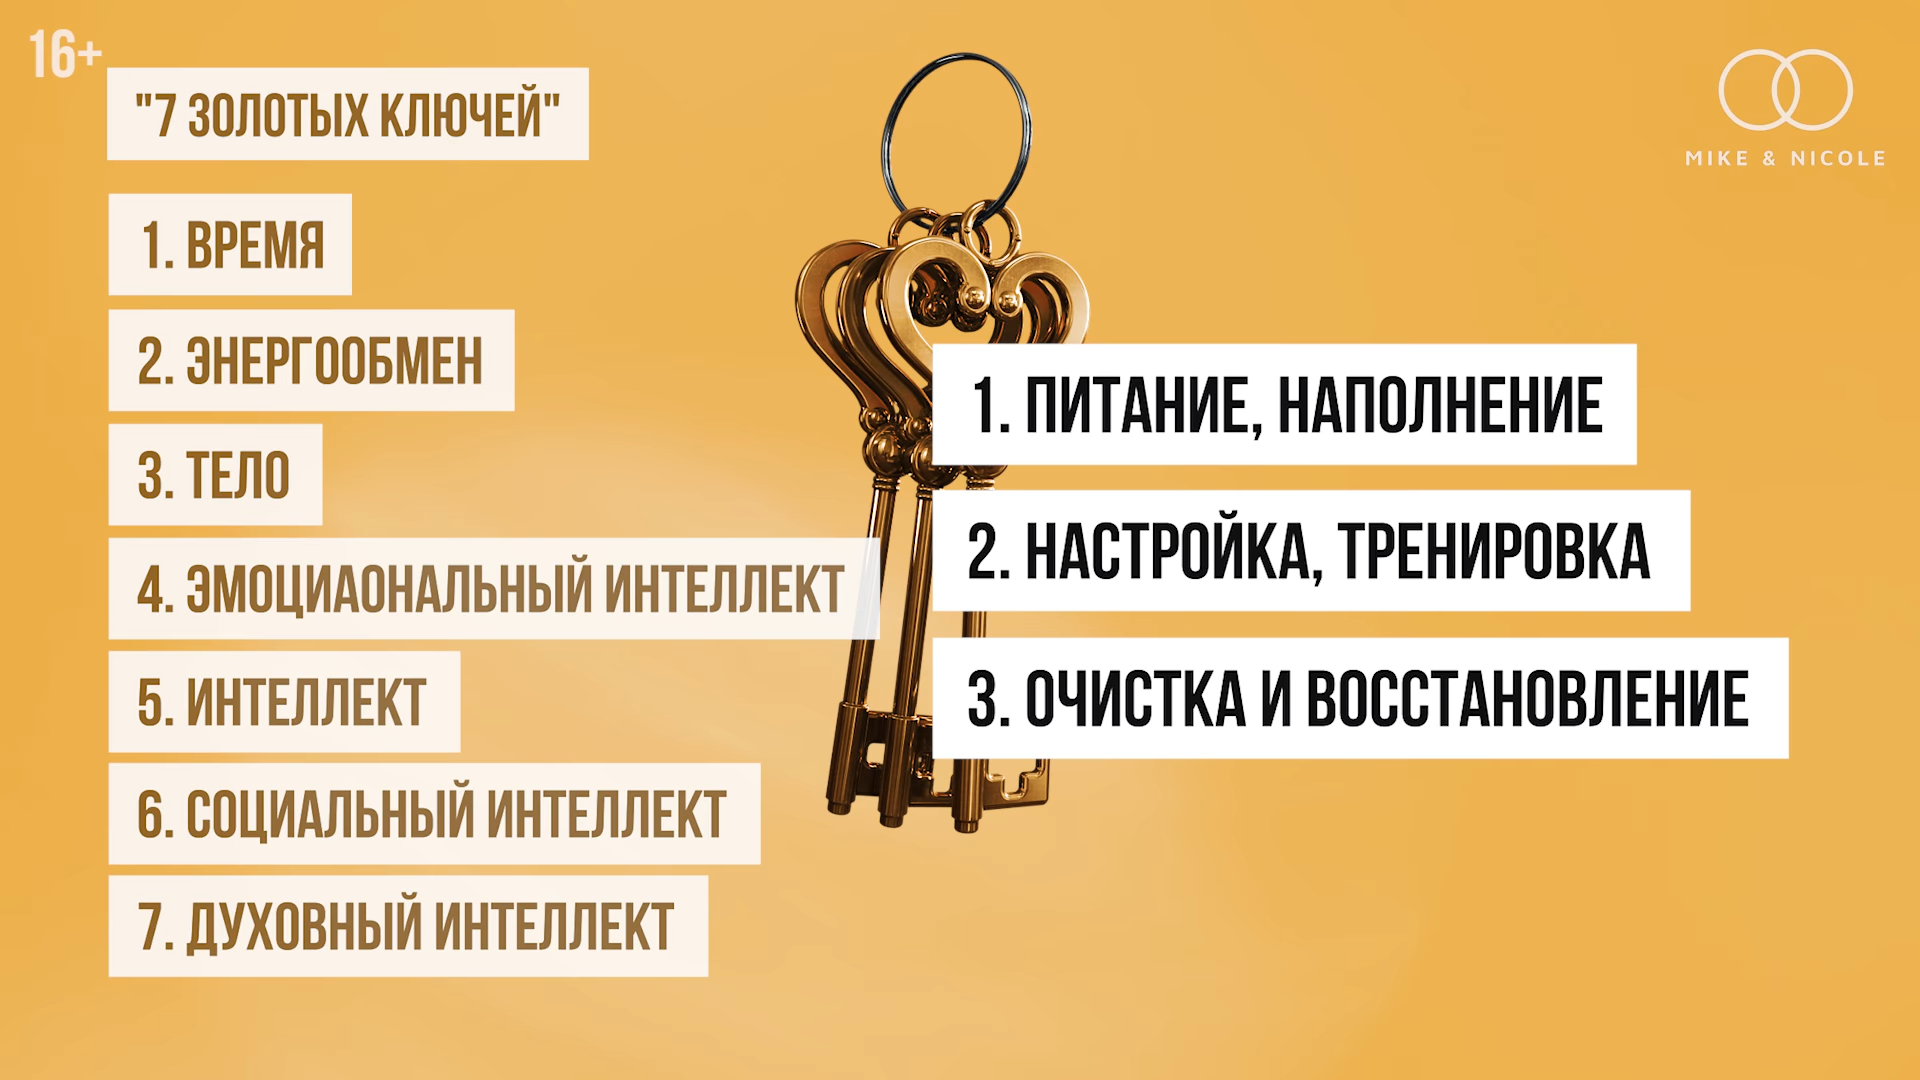 16+
"7 ЗОЛОТЫХ КЛЮЧЕЙ"
1. ВРЕМЯ
2. ЭНЕРГООБМЕН
3. ТЕЛО
4. ЭМОЦИАОНАЛЬНЫЙ ИНТЕЛЛЕКТ
5. ИНТЕЛЛЕКТ
6. СОЦИАЛЬНЫЙ ИНТЕЛЛЕКТ
7. ДУХОВНЫЙ ИНТЕЛЛЕКТ
1. ПИТАНИЕ, НАПОЛНЕНИЕ
2. НАСТРОЙКА, ТРЕНИРОВКА
3. ОЧИСТКА И ВОССТАНОВЛЕНИЕ
MIKE & NICOLE